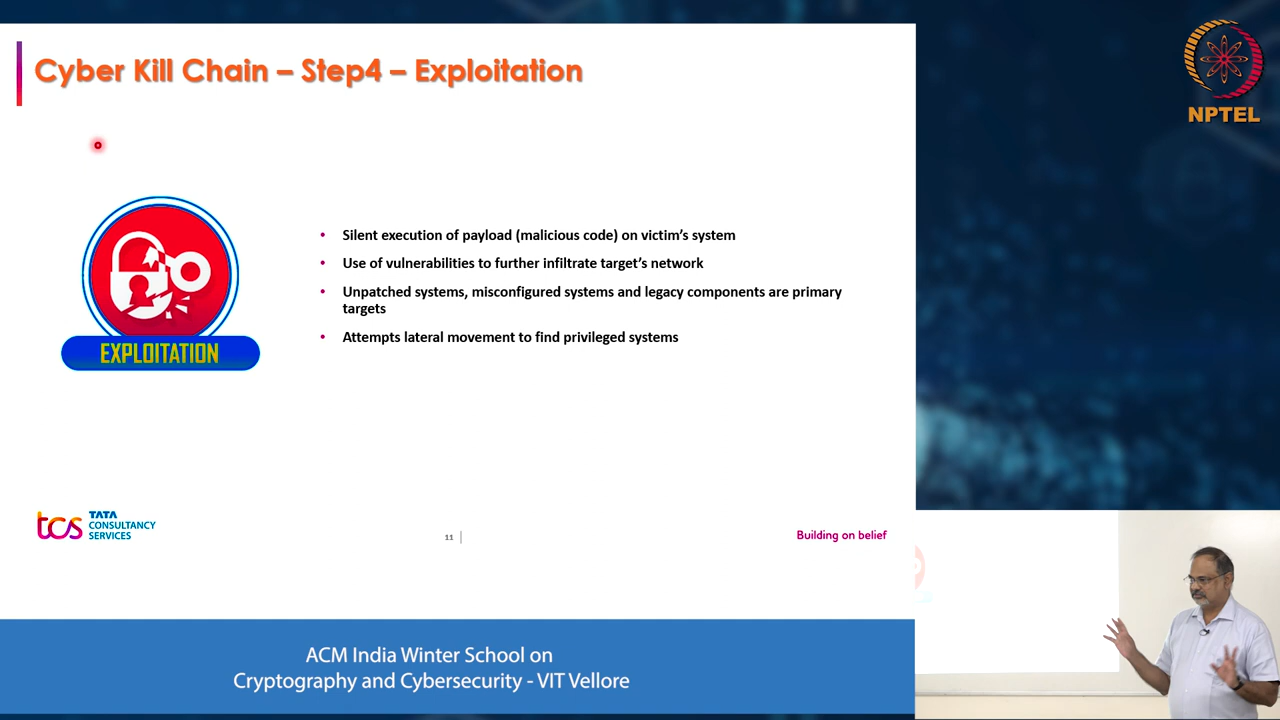 Cyber Kill Chain – Step4 – Exploitation
NPTEL
• Silent execution of payload (malicious code) on victim's system
• Use of vulnerabilities to further infiltrate target's network
• Unpatched systems, misconfigured systems and legacy components are primary
targets
• Attempts lateral movement to find privileged systems
EXPLOITATION
tcs TATA
CONSULTANCY
SERVICES
11
Building on belief
ACM India Winter School on
Cryptography and Cybersecurity - VIT Vellore